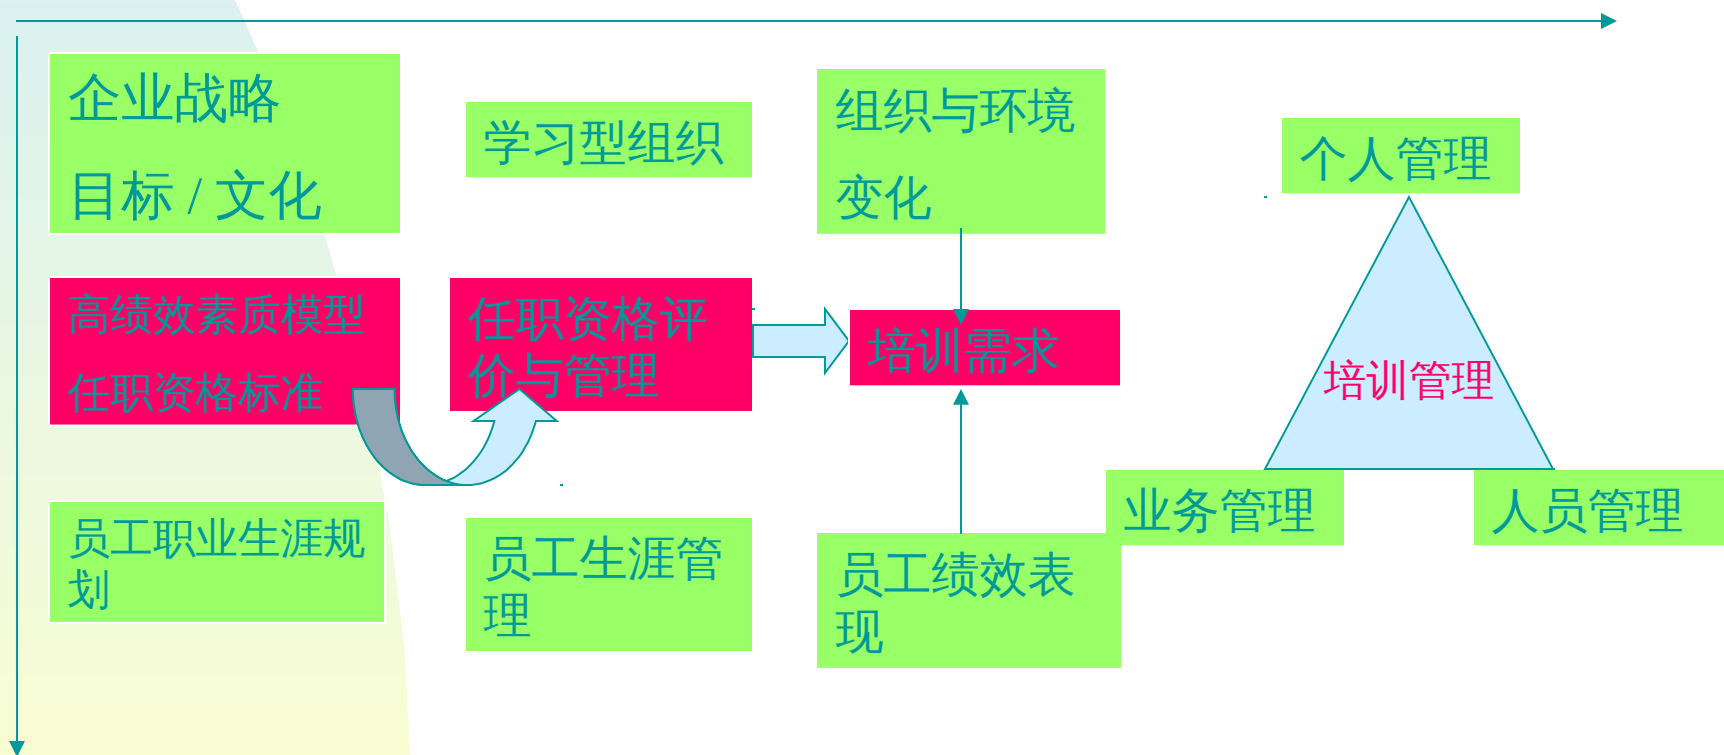 企业战略
目标 / 文化
学习型组织
组织与环境
变化
个人管理
高绩效素质模型
任职资格标准
任职资格评
价与管理
培训需求
培训管理
员工职业生涯规
划
员工生涯管
理
员工绩效表
现
业务管理
人员管理